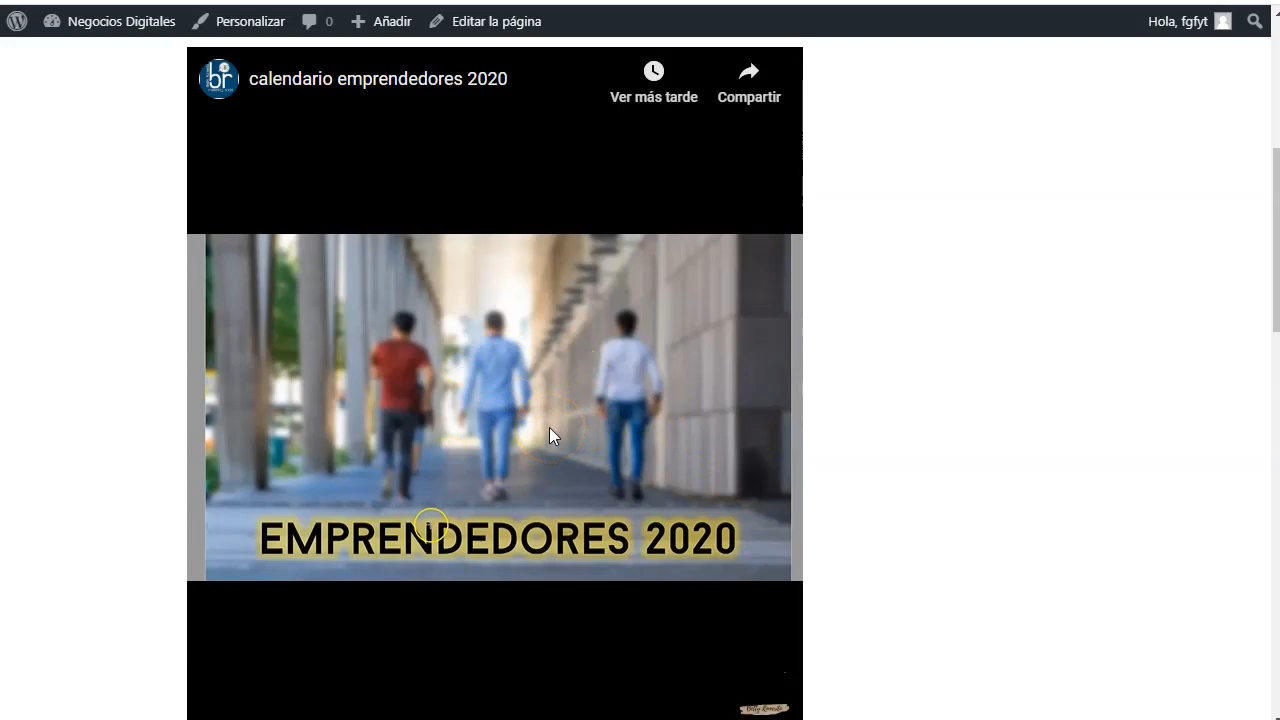 Negocios Digitales Personalizar 0 Añadir Editar la página Hola, fgfyt
br calendario emprendedores 2020
Ver más tarde Compartir
EMPRENDEDORES 2020